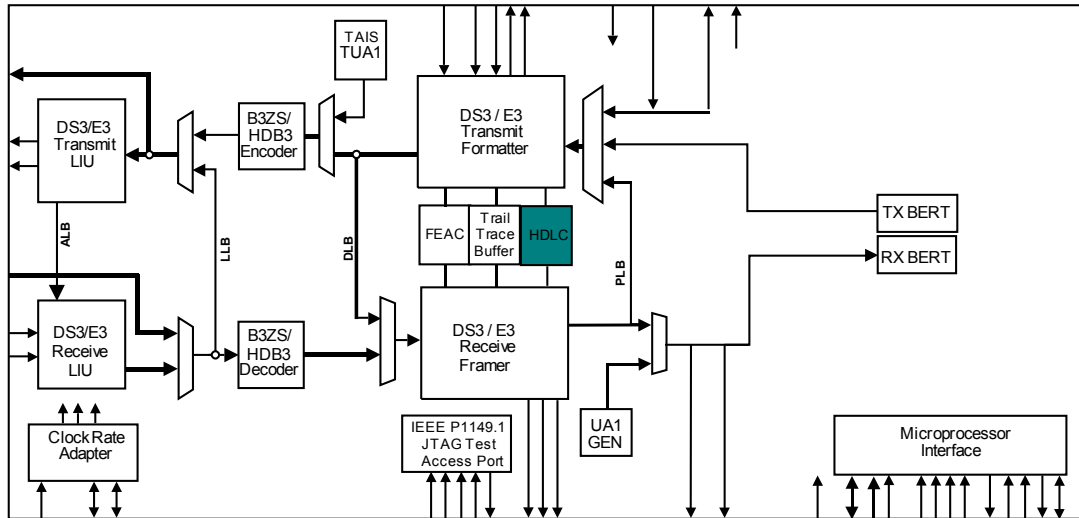 TAIS
TUA1
DS3/E3
Transmit
LIU
B3ZS/
HDB3
Encoder
DS3 / E3
Transmit
Formatter
FEAC
Trail
Trace
Buffer
HDLC
TX BERT
RX BERT
ALB
LLB
DLB
PLB
DS3/E3
Receive
LIU
B3ZS/
HDB3
Decoder
DS3 / E3
Receive
Framer
Clock Rate
Adapter
IEEE P1149.1
JTAG Test
Access Port
UA1
GEN
Microprocessor
Interface